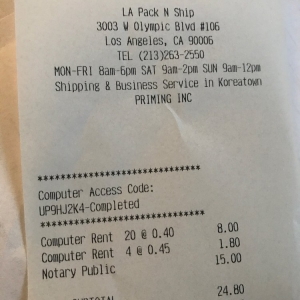 LA Pack N Ship
3003 W Olympic Blvd #106
Los Angeles, CA 90006
TEL (213)263-2550
MON-FRI 8am-6pm SAT 9am-2pm SUN 9am-12pm
Shipping & Business Service in Koreatown
PRIMING INC
******************************
Computer Access Code:
UP9HJ2K4-Completed
******************************
Computer Rent 20 @ 0.40 8.00
Computer Rent 4 @ 0.45 1.80
Notary Public 15.00
SUBTOTAL 24.80